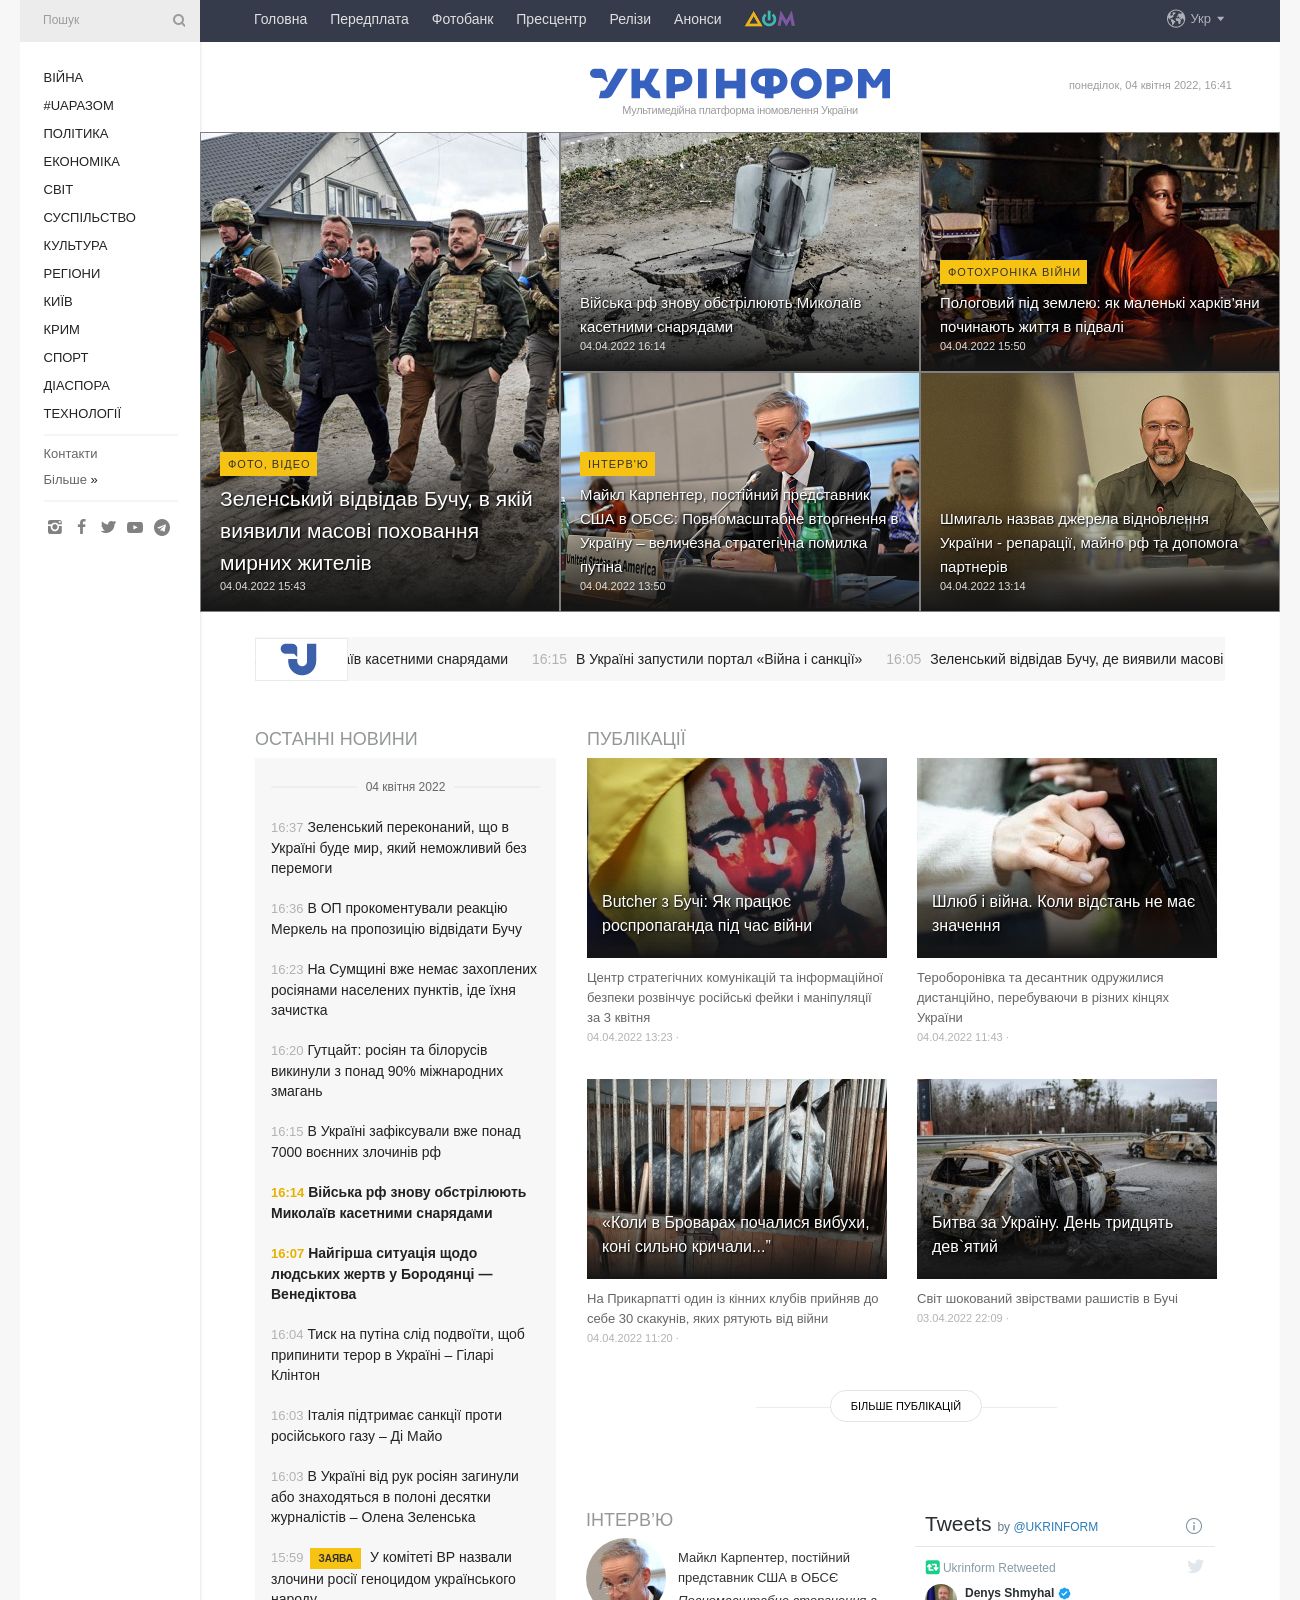 Пошук
Головна
Передплата
Фотобанк
Пресцентр
Релізи
Анонси
ДОМ
Укр
ВІЙНА
#UAРАЗОМ
ПОЛІТИКА
ЕКОНОМІКА
СВІТ
СУСПІЛЬСТВО
КУЛЬТУРА
РЕГІОНИ
КИЇВ
КРИМ
СПОРТ
ДІАСПОРА
ТЕХНОЛОГІЇ
Контакти
Більше »
УКРІНФОРМ
Мультимедійна платформа іномовлення України
понеділок, 04 квітня 2022, 16:41
ФОТО, ВІДЕО
Зеленський відвідав Бучу, в якій
виявили масові поховання
мирних жителів
04.04.2022 15:43
Війська рф знову обстрілюють Миколаїв
касетними снарядами
04.04.2022 16:14
ФОТОХРОНІКА ВІЙНИ
Пологовий під землею: як маленькі харків'яни
починають життя в підвалі
04.04.2022 15:50
ІНТЕРВ'Ю
Майкл Карпентер, постійний представник
США в ОБСЄ: Повномасштабне вторгнення в
Україну – величезна стратегічна помилка
путіна
04.04.2022 13:50
United States of America
Шмигаль назвав джерела відновлення
України - репарації, майно рф та допомога
партнерів
04.04.2022 13:14
аїв касетними снарядами
16:15 В Україні запустили портал «Війна і санкції»
16:05 Зеленський відвідав Бучу, де виявили масові
ОСТАННІ НОВИНИ
04 квітня 2022
16:37 Зеленський переконаний, що в
Україні буде мир, який неможливий без
перемоги
16:36 В ОП прокоментували реакцію
Меркель на пропозицію відвідати Бучу
16:23 На Сумщині вже немає захоплених
росіянами населених пунктів, іде їхня
зачистка
16:20 Гутцайт: росіян та білорусів
викинули з понад 90% міжнародних
змагань
16:15 В Україні зафіксували вже понад
7000 воєнних злочинів рф
16:14 Війська рф знову обстрілюють
Миколаїв касетними снарядами
16:07 Найгірша ситуація щодо
людських жертв у Бородянці —
Венедіктова
16:04 Тиск на путіна слід подвоїти, щоб
припинити терор в Україні – Гіларі
Клінтон
16:03 Італія підтримає санкції проти
російського газу – Ді Майо
16:03 В Україні від рук росіян загинули
або знаходяться в полоні десятки
журналістів – Олена Зеленська
15:59 ЗАЯВА У комітеті ВР назвали
злочини росії геноцидом українського
народу
ПУБЛІКАЦІЇ
Butcher з Бучі: Як працює
роспропаганда під час війни
Центр стратегічних комунікацій та інформаційної
безпеки розвінчує російські фейки і маніпуляції
за 3 квітня
04.04.2022 13:23 ·
Шлюб і війна. Коли відстань не має
значення
Тероборонівка та десантник одружилися
дистанційно, перебуваючи в різних кінцях
України
04.04.2022 11:43 ·
«Коли в Броварах почалися вибухи,
коні сильно кричали...”
На Прикарпатті один із кінних клубів прийняв до
себе 30 скакунів, яких рятують від війни
04.04.2022 11:20 ·
Битва за Україну. День тридцять
дев`ятий
Світ шокований звірствами рашистів в Бучі
03.04.2022 22:09 ·
БІЛЬШЕ ПУБЛІКАЦІЙ
ІНТЕРВ'Ю
Майкл Карпентер, постійний
представник США в ОБСЄ
Tweets by @UKRINFORM
Ukrinform Retweeted
Denys Shmyhal